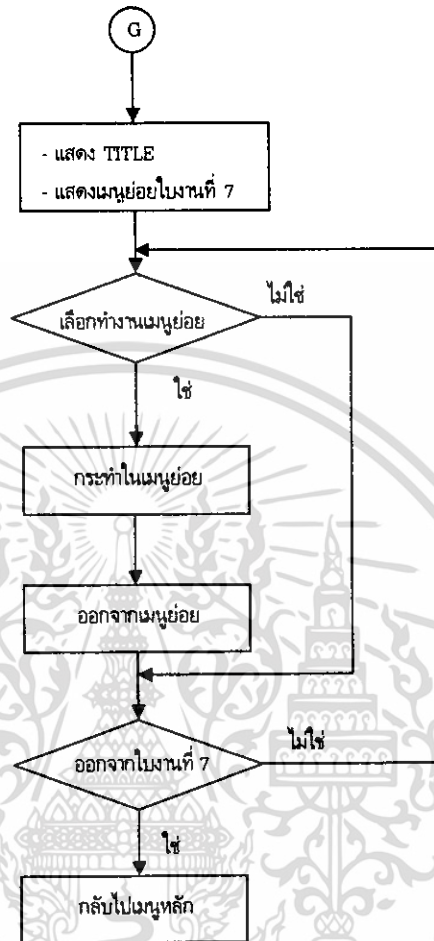 G
- แสดง TITLE
- แสดงเมนูย่อยใบงานที่ 7
เลือกทำงานเมนูย่อย
ไม่ใช่
ใช่
กระทำในเมนูย่อย
ออกจากเมนูย่อย
ออกจากใบงานที่ 7
ไม่ใช่
ใช่
กลับไปเมนูหลัก